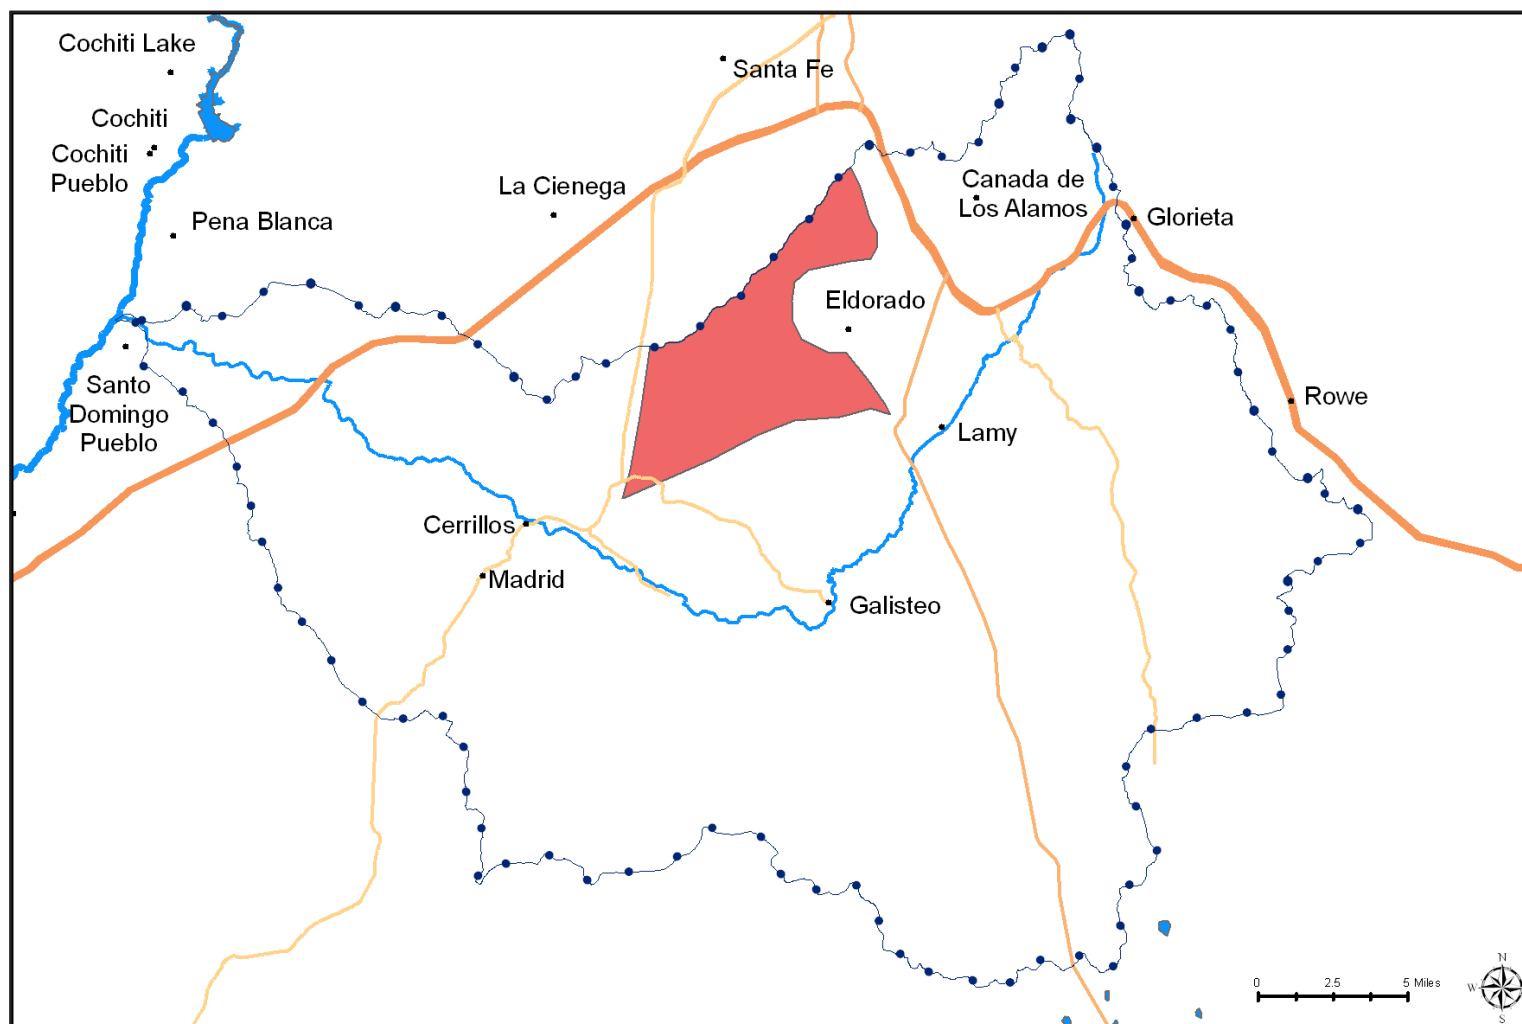 Cochiti Lake
Santa Fe
Cochiti
Cochiti
Pueblo
La Cienega
Canada de
Los Alamos
Glorieta
Pena Blanca
Eldorado
Santo
Domingo
Pueblo
Rowe
Lamy
Cerrillos
Madrid
Galisteo
0 2.5 5 Miles
N
W
S